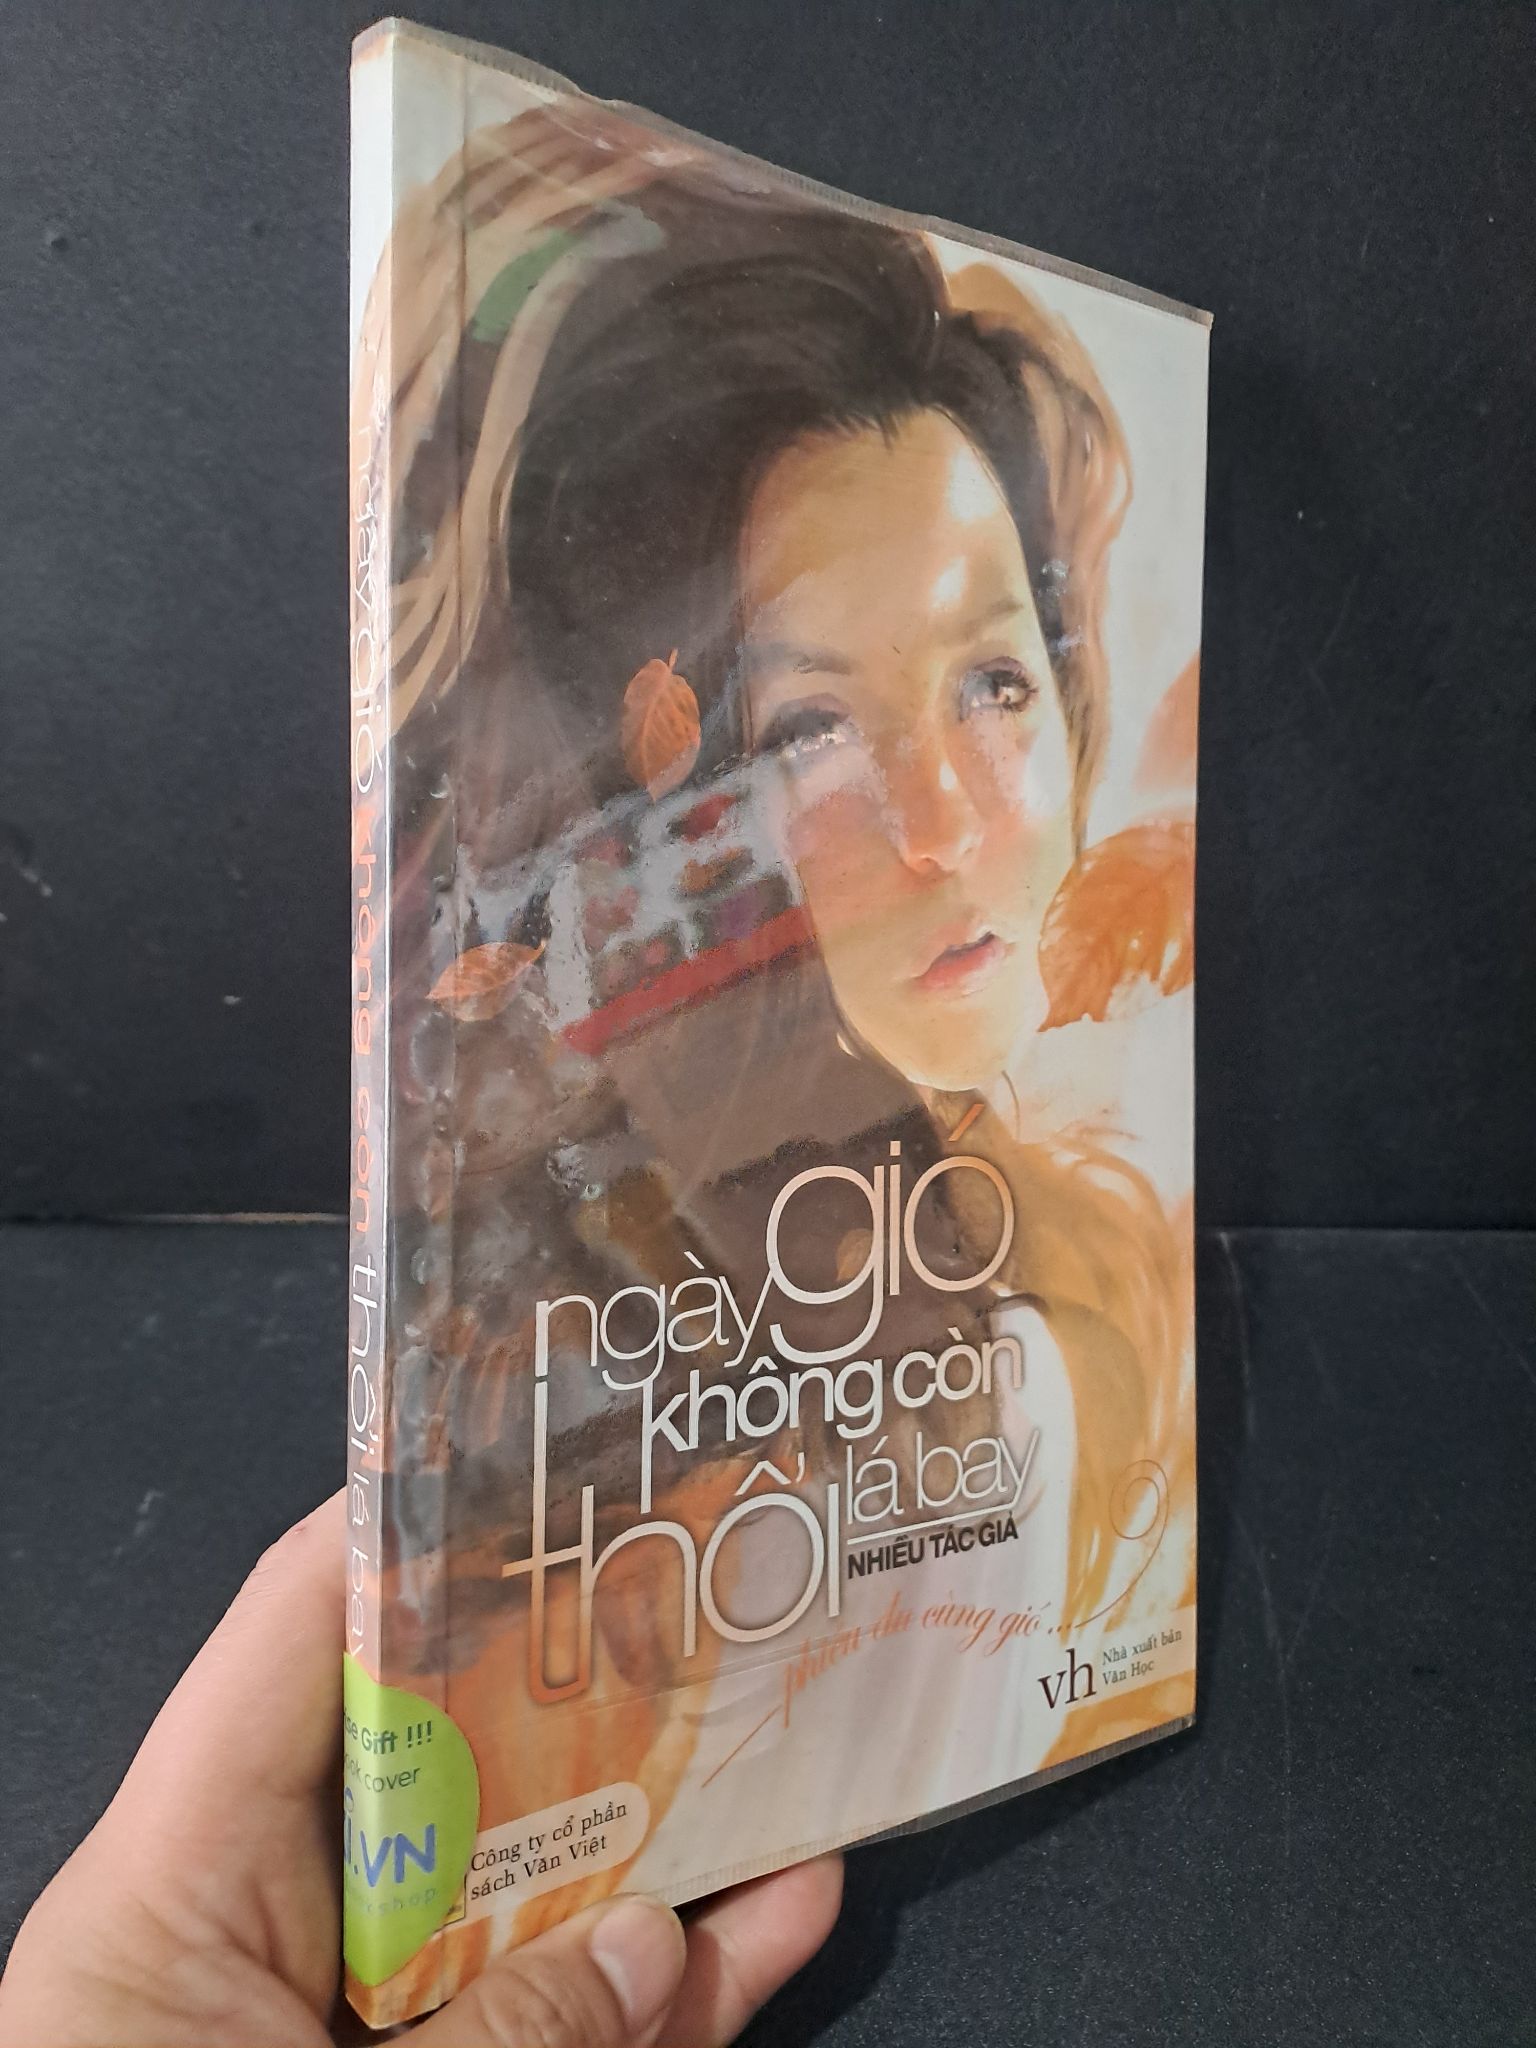 ngày gió không còn thổi lá bay
ngày gió
không còn
thổi lá bay
NHIỀU TÁC GIẢ
phiêu du cùng gió...
vh
Nhà xuất bản
Văn Học
Gift !!!
cover
.VN
Công ty cổ phần
sách Văn Việt